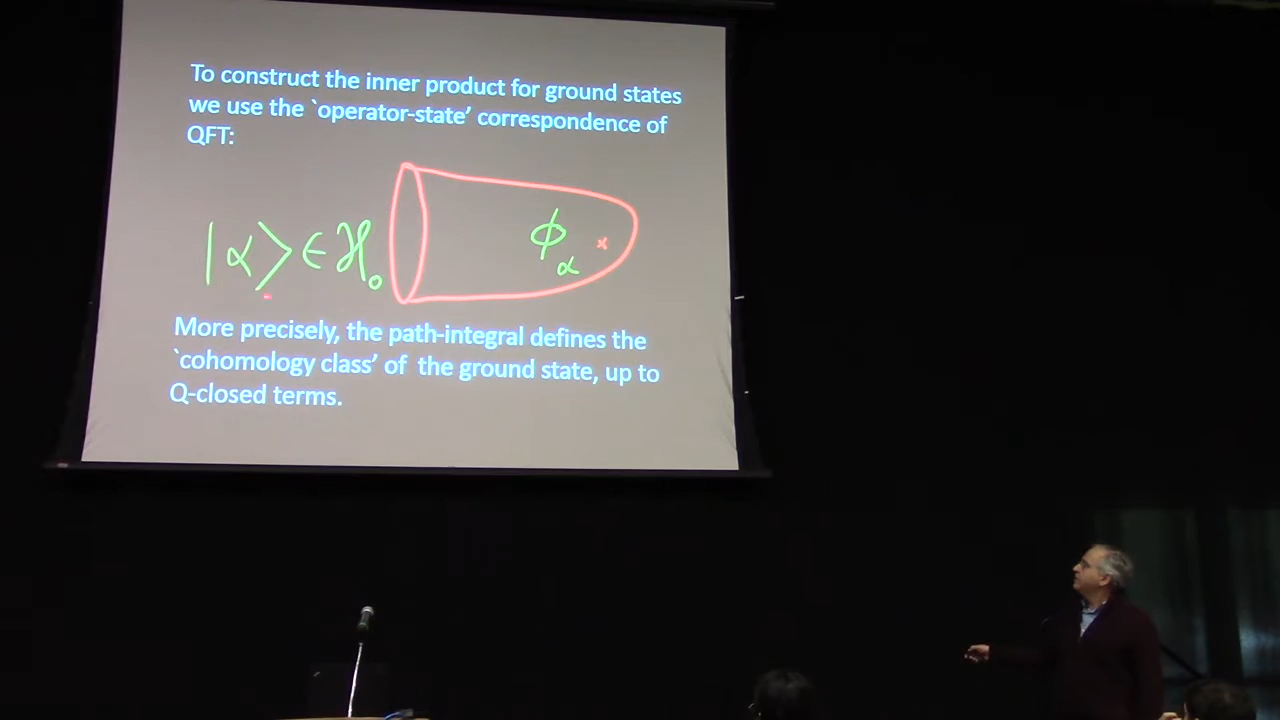 To construct the inner product for ground states
we use the `operator-state’ correspondence of
QFT:
|α⟩ ∈ ℋ₀
ϕ_α
x
More precisely, the path-integral defines the
`cohomology class’ of the ground state, up to
Q-closed terms.